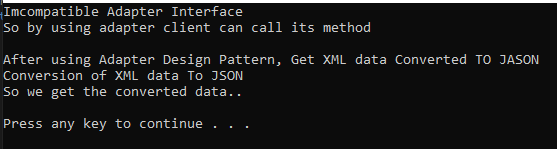 Imcompatible Adapter Interface
So by using adapter client can call its method
After using Adapter Design Pattern, Get XML data Converted TO JASON
Conversion of XML data To JSON
So we get the converted data..
Press any key to continue . . .